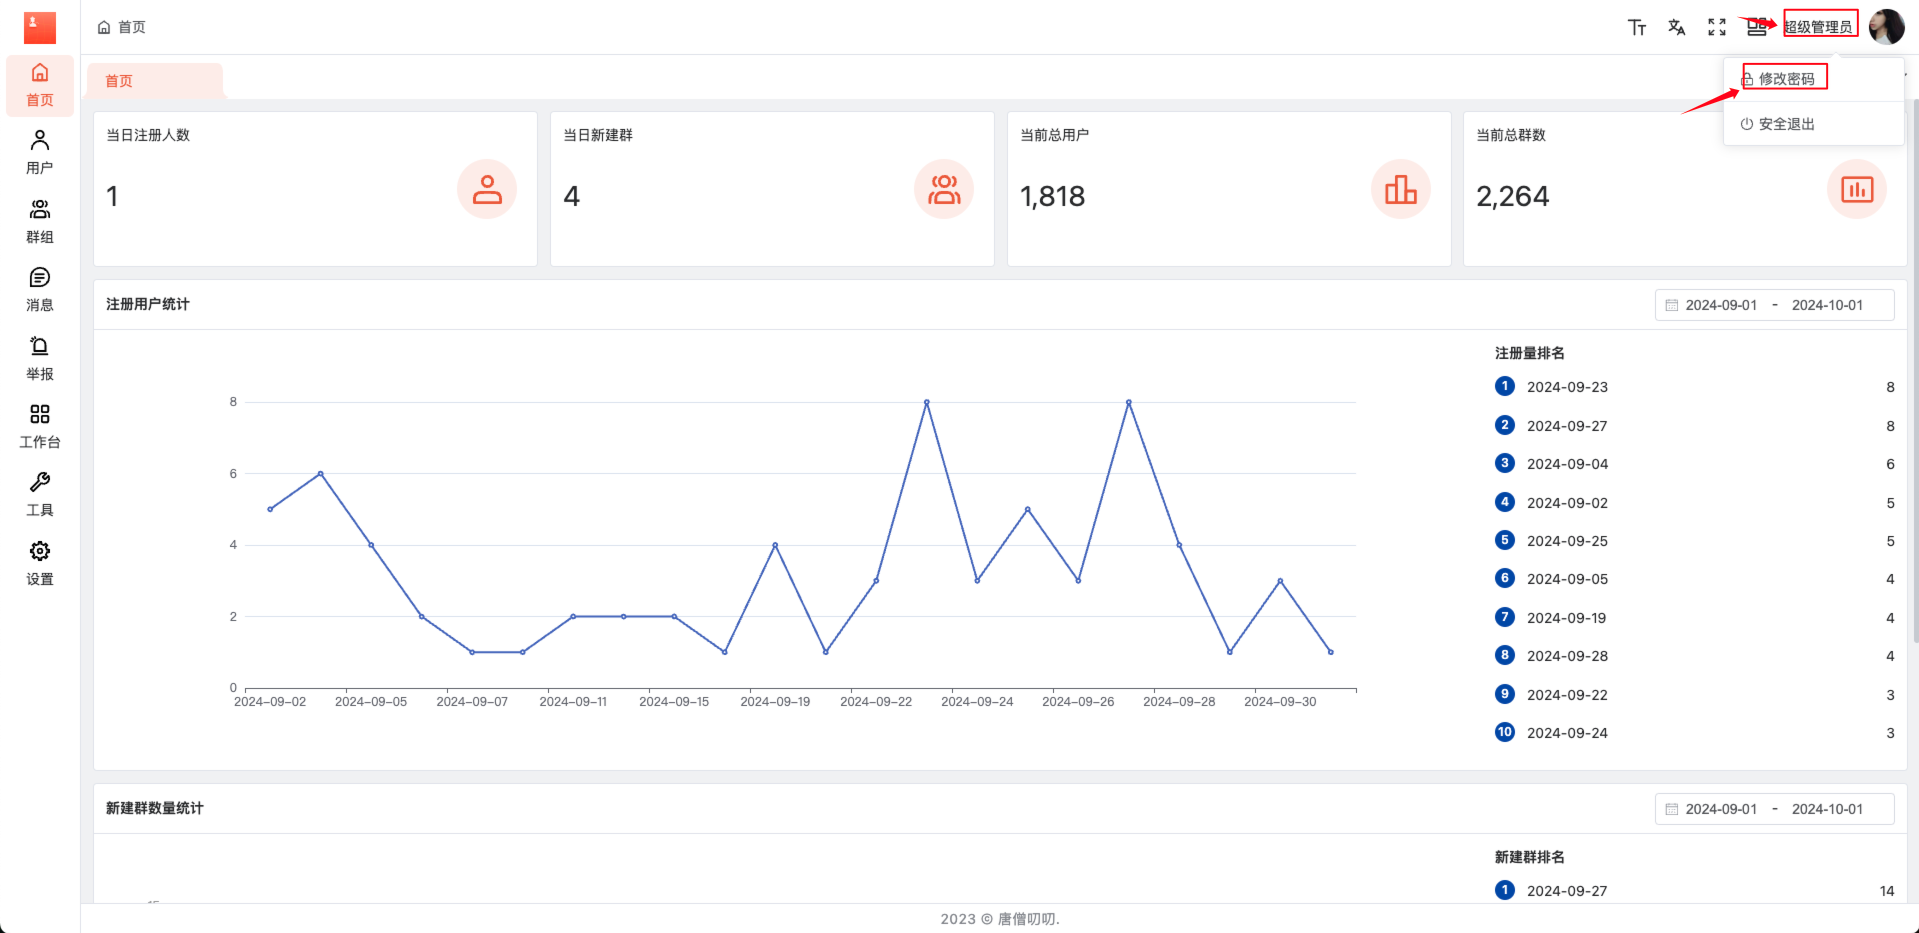 首页
超级管理员
首页
首页
修改密码
安全退出
用户
群组
消息
举报
工作台
工具
设置
当日注册人数
1
当日新建群
4
当前总用户
1,818
当前总群数
2,264
注册用户统计
2024-09-01 - 2024-10-01
8
6
4
2
0
2024-09-02 2024-09-05 2024-09-07 2024-09-11 2024-09-15 2024-09-19 2024-09-22 2024-09-24 2024-09-26 2024-09-28 2024-09-30
注册量排名
1 2024-09-23 8
2 2024-09-27 8
3 2024-09-04 6
4 2024-09-02 5
5 2024-09-25 5
6 2024-09-05 4
7 2024-09-19 4
8 2024-09-28 4
9 2024-09-22 3
10 2024-09-24 3
新建群数量统计
2024-09-01 - 2024-10-01
新建群排名
1 2024-09-27 14
2023 © 唐僧叨叨.